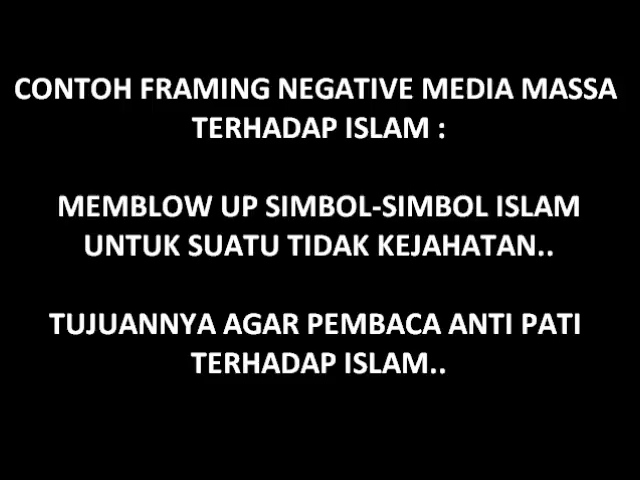 CONTOH FRAMING NEGATIVE MEDIA MASSA
TERHADAP ISLAM :
MEMBLOW UP SIMBOL-SIMBOL ISLAM
UNTUK SUATU TIDAK KEJAHATAN..
TUJUANNYA AGAR PEMBACA ANTI PATI
TERHADAP ISLAM..